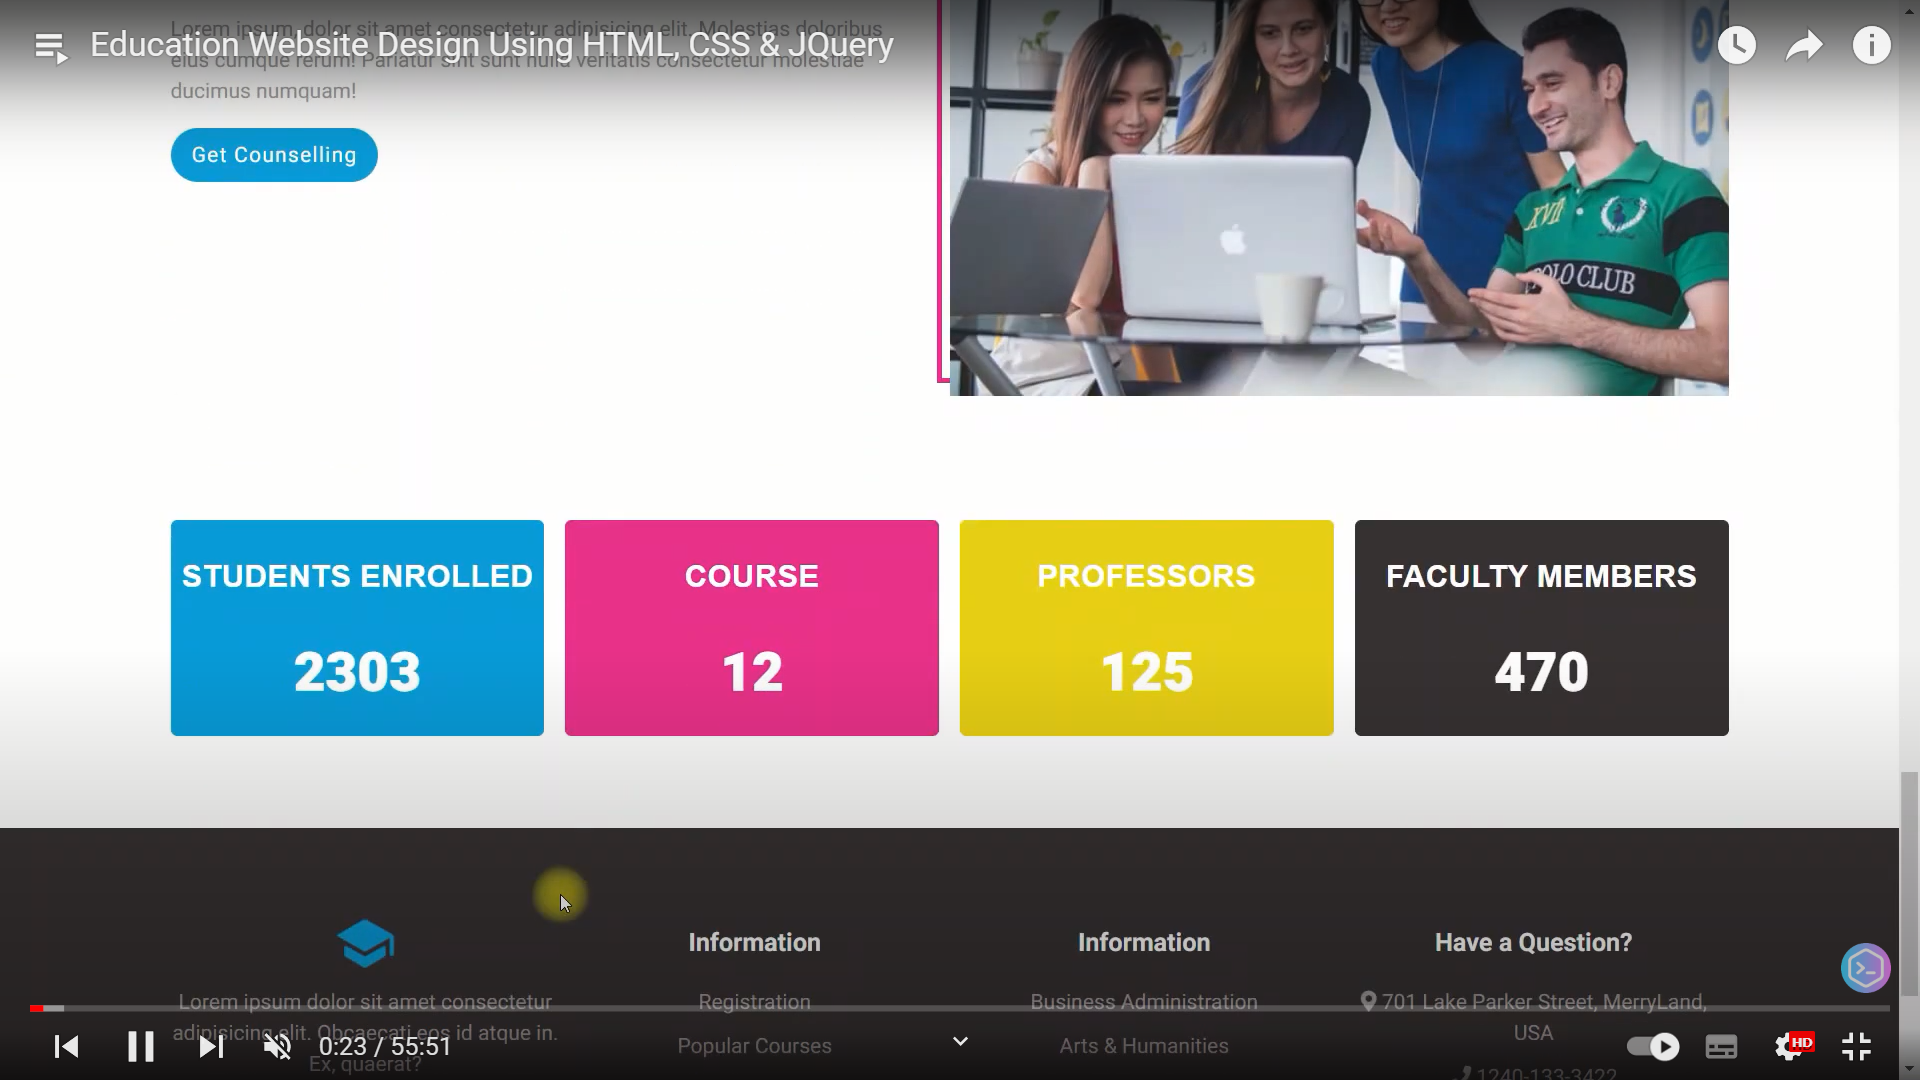 Education Website Design Using HTML, CSS & JQuery
Lorem ipsum dolor sit amet consectetur adipisicing elit. Molestias doloribus
eius cumque rerum! Pariatur sint sunt nulla veritatis consectetur molestiae
ducimus numquam!
Get Counselling
XVII
POLO CLUB
STUDENTS ENROLLED
2303
COURSE
12
PROFESSORS
125
FACULTY MEMBERS
470
Lorem ipsum dolor sit amet consectetur
adipisicing elit. Obcaecati eos id atque in.
Ex, quaerat?
Information
Registration
Popular Courses
Information
Business Administration
Arts & Humanities
Have a Question?
701 Lake Parker Street, MerryLand,
USA
1240-133-3422
0:23 / 55:51
HD